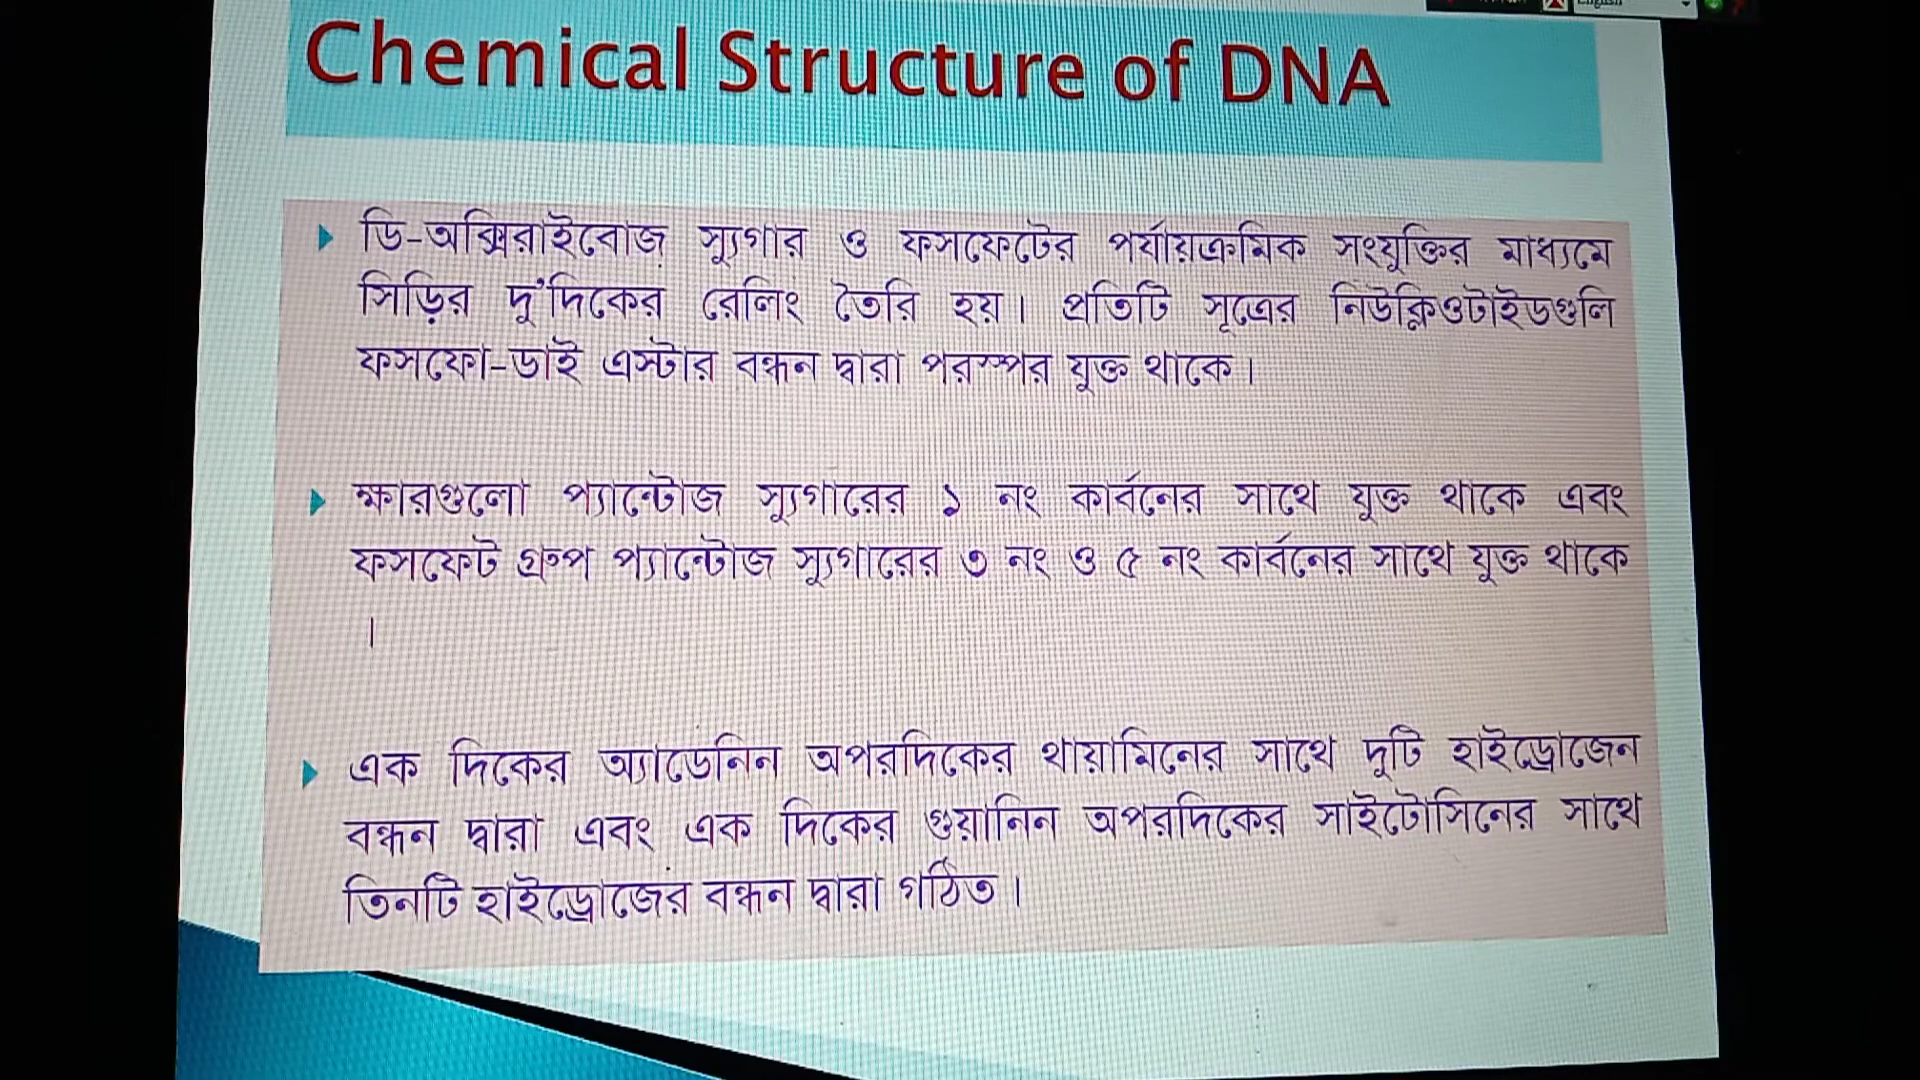 English
Chemical Structure of DNA
ডি-অক্সিরাইবোজ স্যুগার ও ফসফেটের পর্যায়ক্রমিক সংযুক্তির মাধ্যমে
সিড়ির দু'দিকের রেলিং তৈরি হয়। প্রতিটি সূত্রের নিউক্লিওটাইডগুলি
ফসফো-ডাই এস্টার বন্ধন দ্বারা পরস্পর যুক্ত থাকে।
ক্ষারগুলো প্যান্টোজ স্যুগারের ১ নং কার্বনের সাথে যুক্ত থাকে এবং
ফসফেট গ্রুপ প্যান্টোজ স্যুগারের ৩ নং ও ৫ নং কার্বনের সাথে যুক্ত থাকে
।
এক দিকের অ্যাডেনিন অপরদিকের থায়ামিনের সাথে দুটি হাইড্রোজেন
বন্ধন দ্বারা এবং এক দিকের গুয়ানিন অপরদিকের সাইটোসিনের সাথে
তিনটি হাইড্রোজের বন্ধন দ্বারা গঠিত।